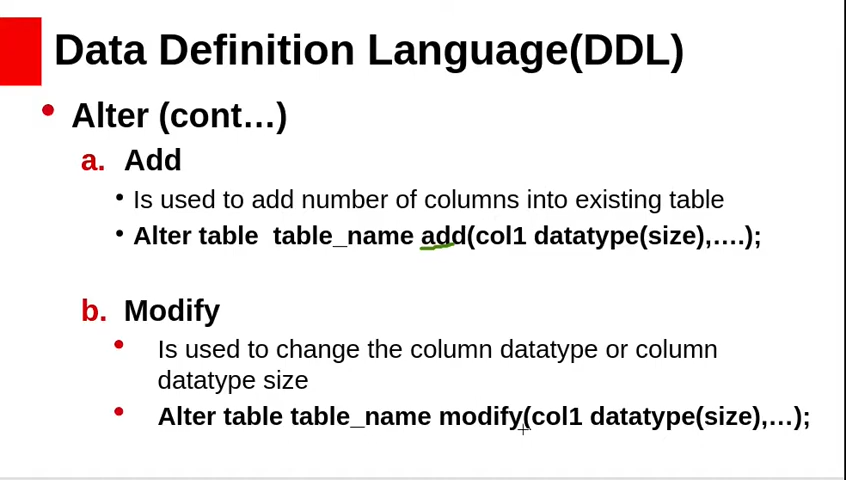 Data Definition Language(DDL)
• Alter (cont…)
a. Add
• Is used to add number of columns into existing table
• Alter table table_name add(col1 datatype(size),….);
b. Modify
• Is used to change the column datatype or column
datatype size
• Alter table table_name modify(col1 datatype(size),…);